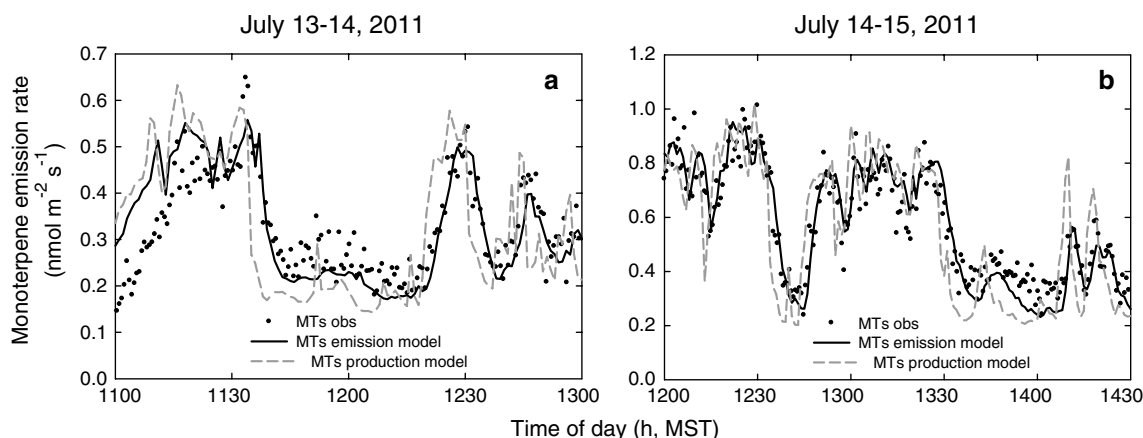 July 13-14, 2011
July 14-15, 2011
Monoterpene emission rate
(nmol m⁻² s⁻¹)
0.7
0.6
0.5
0.4
0.3
0.2
0.1
0.0
a
MTs obs
MTs emission model
MTs production model
1100
1130
1200
1230
1300
1.2
1.0
0.8
0.6
0.4
0.2
0.0
b
MTs obs
MTs emission model
MTs production model
1200
1230
1300
1330
1400
1430
Time of day (h, MST)